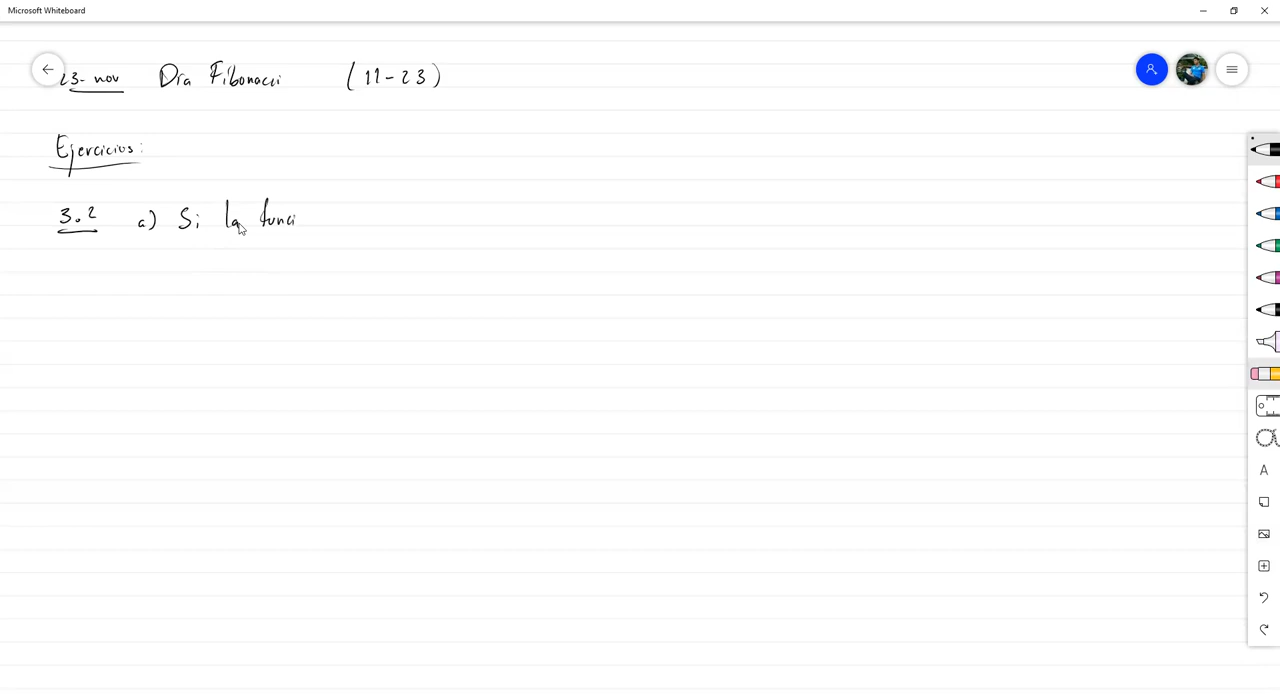 Microsoft Whiteboard
23-nov Día Fibonacci (11-23)
Ejercicios:
3.2 a) Si la funci
A